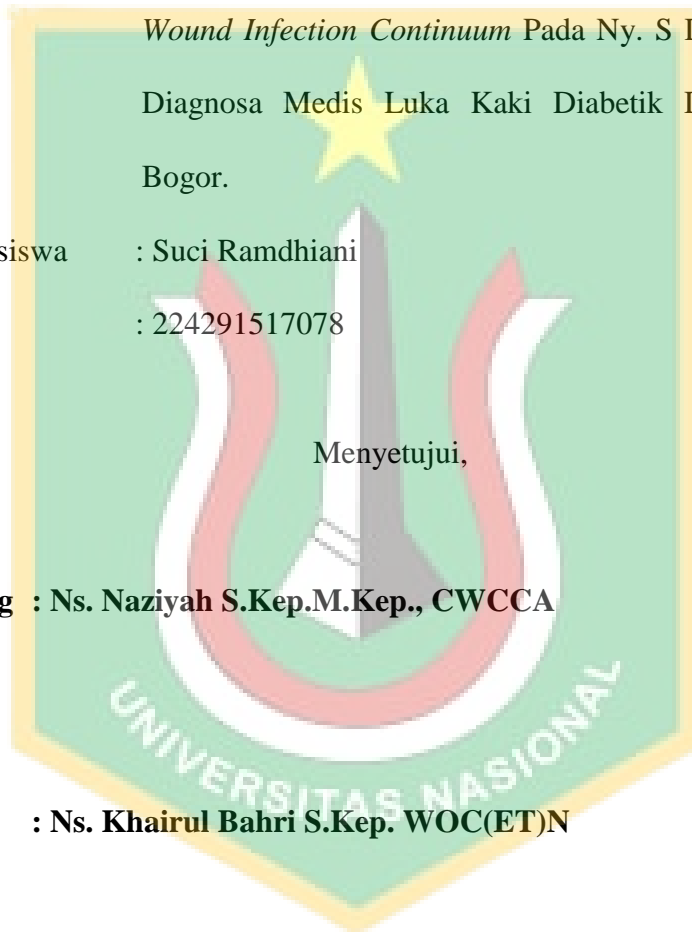 Wound Infection Continuum Pada Ny. S
Diagnosa Medis Luka Kaki Diabetik
Bogor.
siswa : Suci Ramdhiani
: 224291517078
Menyetujui,
g : Ns. Naziyah S.Kep.M.Kep., CWCCA
: Ns. Khairul Bahri S.Kep. WOC(ET)N
UNIVERSITAS NASIONAL